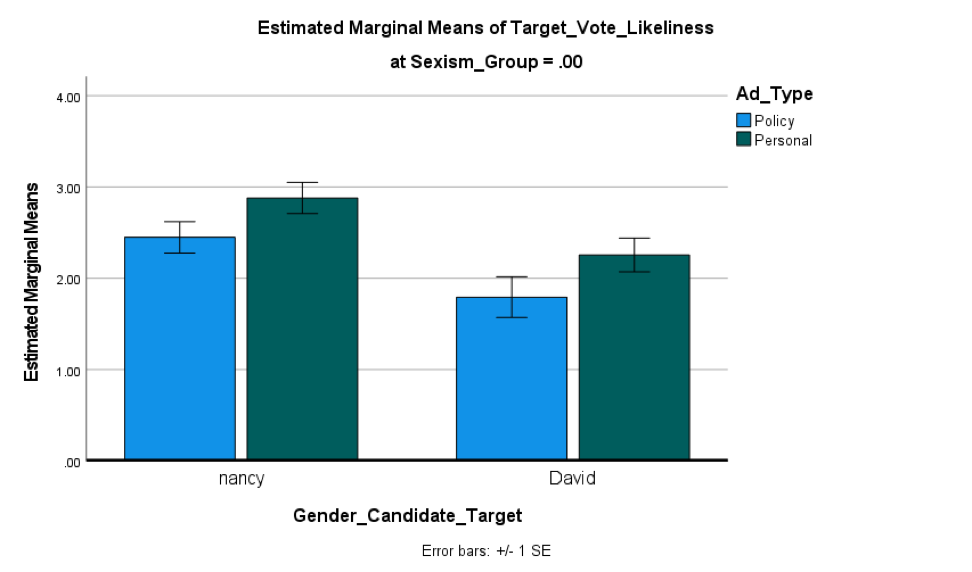 Estimated Marginal Means of Target_Vote_Likeliness
at Sexism_Group = .00
Ad_Type
Policy
Personal
Estimated Marginal Means
4.00
3.00
2.00
1.00
.00
nancy
David
Gender_Candidate_Target
Error bars: +/- 1 SE